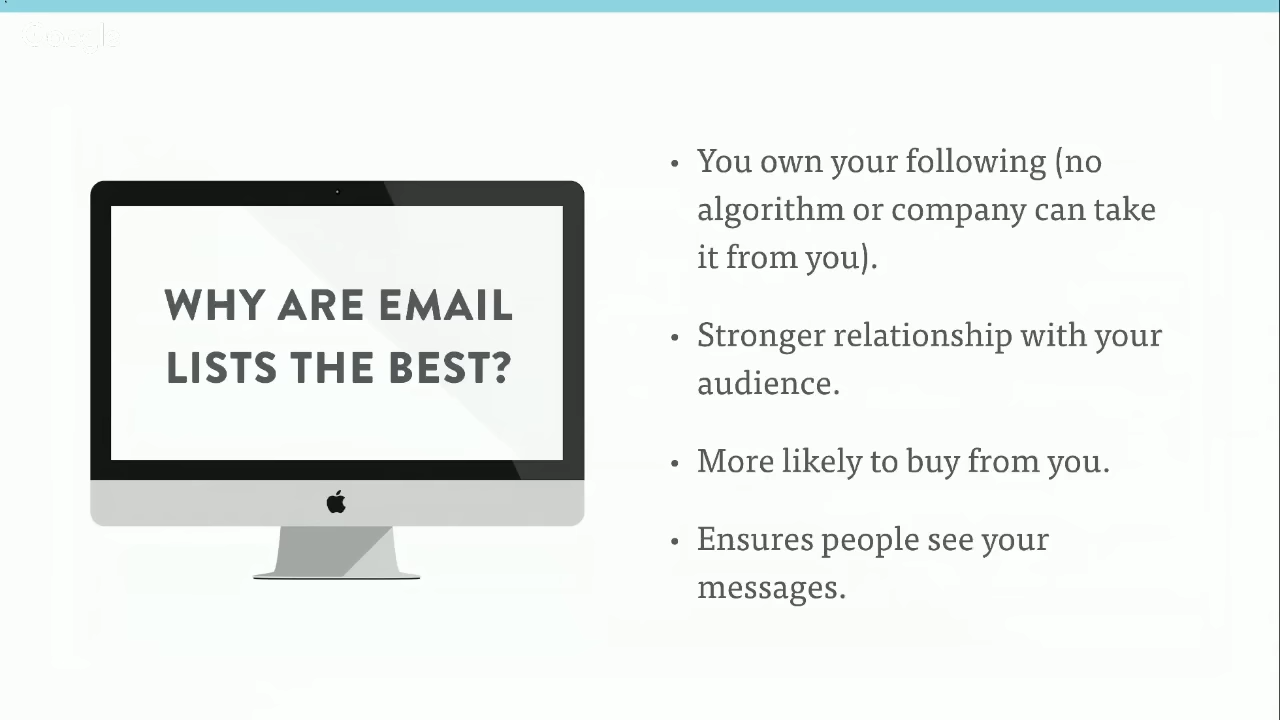 Google
WHY ARE EMAIL
LISTS THE BEST?
• You own your following (no
algorithm or company can take
it from you).
• Stronger relationship with your
audience.
• More likely to buy from you.
• Ensures people see your
messages.